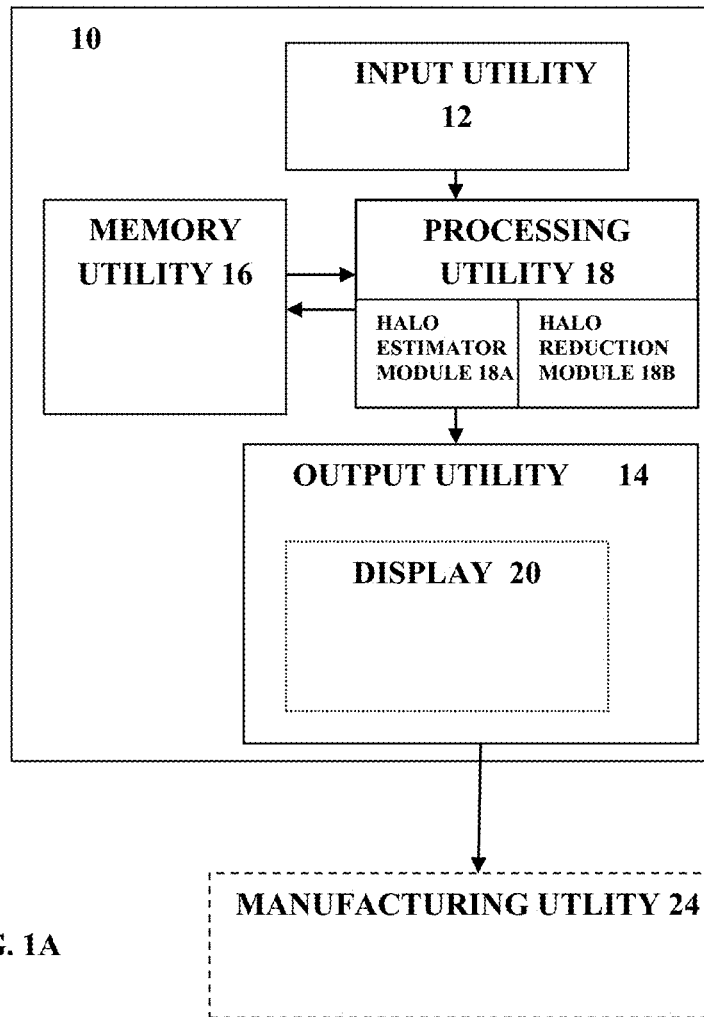 10
INPUT UTILITY
12
MEMORY
UTILITY 16
PROCESSING
UTILITY 18
HALO
ESTIMATOR
MODULE 18A
HALO
REDUCTION
MODULE 18B
OUTPUT UTILITY 14
DISPLAY 20
MANUFACTURING UTLITY 24
. 1A